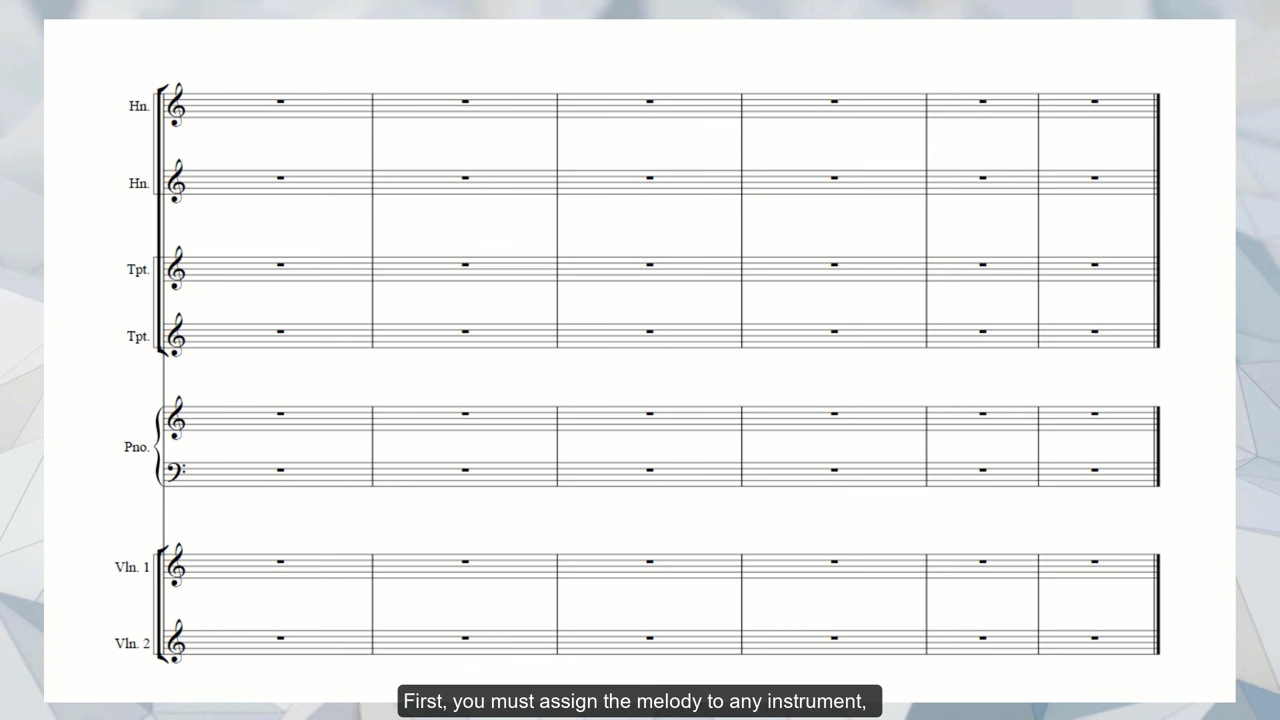 Hn.
Hn.
Tpt.
Tpt.
Pno.
Vln. 1
Vln. 2
First, you must assign the melody to any instrument,